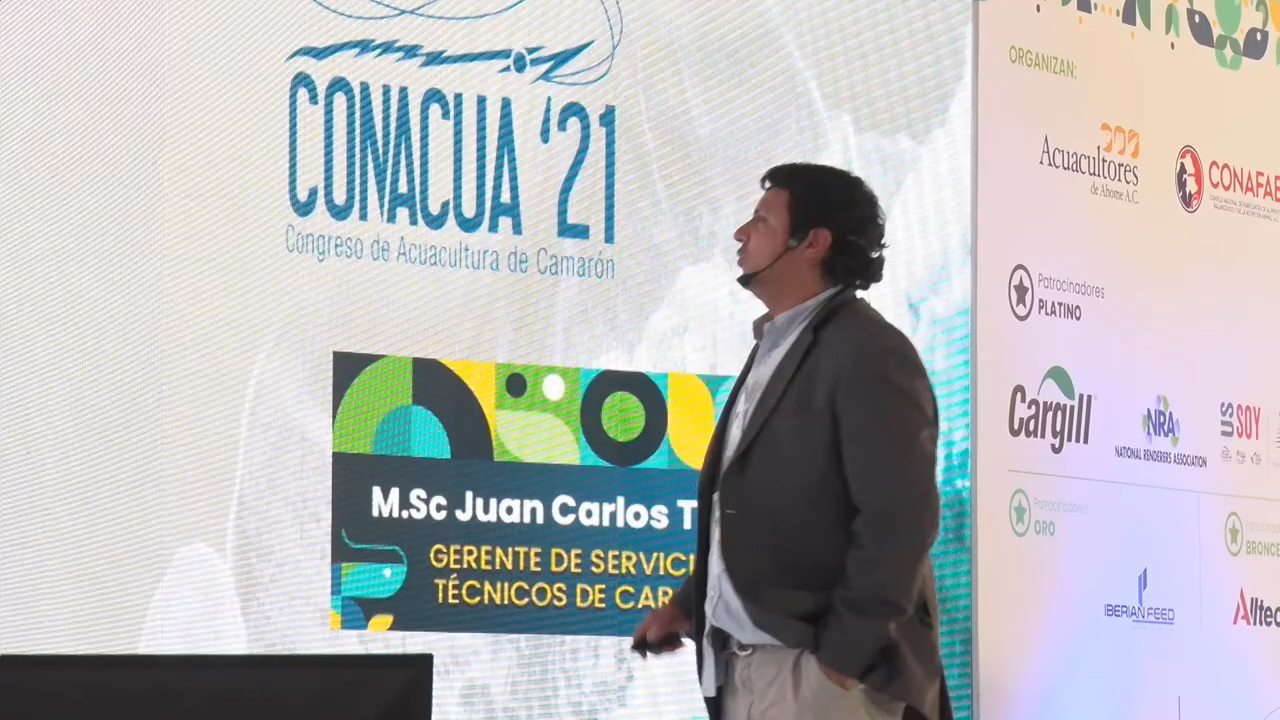 CONACUA '21
Congreso de Acuacultura de Camarón
M.Sc Juan Carlos T
GERENTE DE SERVICI
TÉCNICOS DE CAR
ORGANIZAN:
Acuacultores
de Ahome A.C.
CONAFAB
Patrocinadores
PLATINO
Cargill
NRA
NATIONAL RENDERERS ASSOCIATION
US
SOY
Patrocinadores
ORO
BRONCE
IBERIAN FEED
Alltec